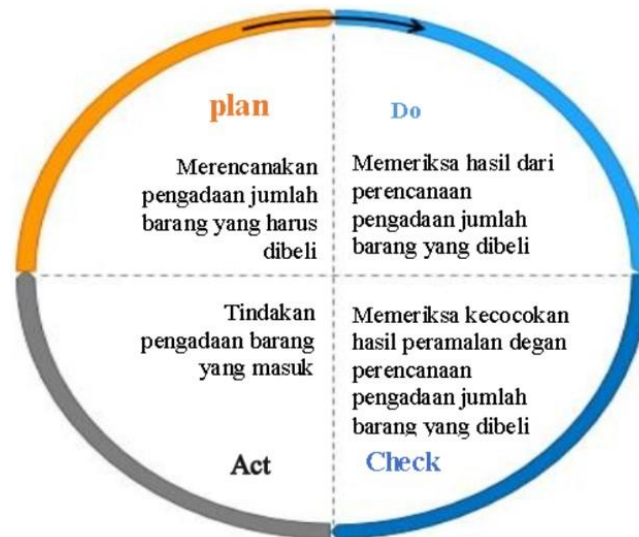 plan
Merencanakan
pengadaan jumlah
barang yang harus
dibeli
Do
Memeriksa hasil dari
perencanaan
pengadaan jumlah
barang yang dibeli
Tindakan
pengadaan barang
yang masuk
Act
Memeriksa kecocokan
hasil peramalan degan
perencanaan
pengadaan jumlah
barang yang dibeli
Check